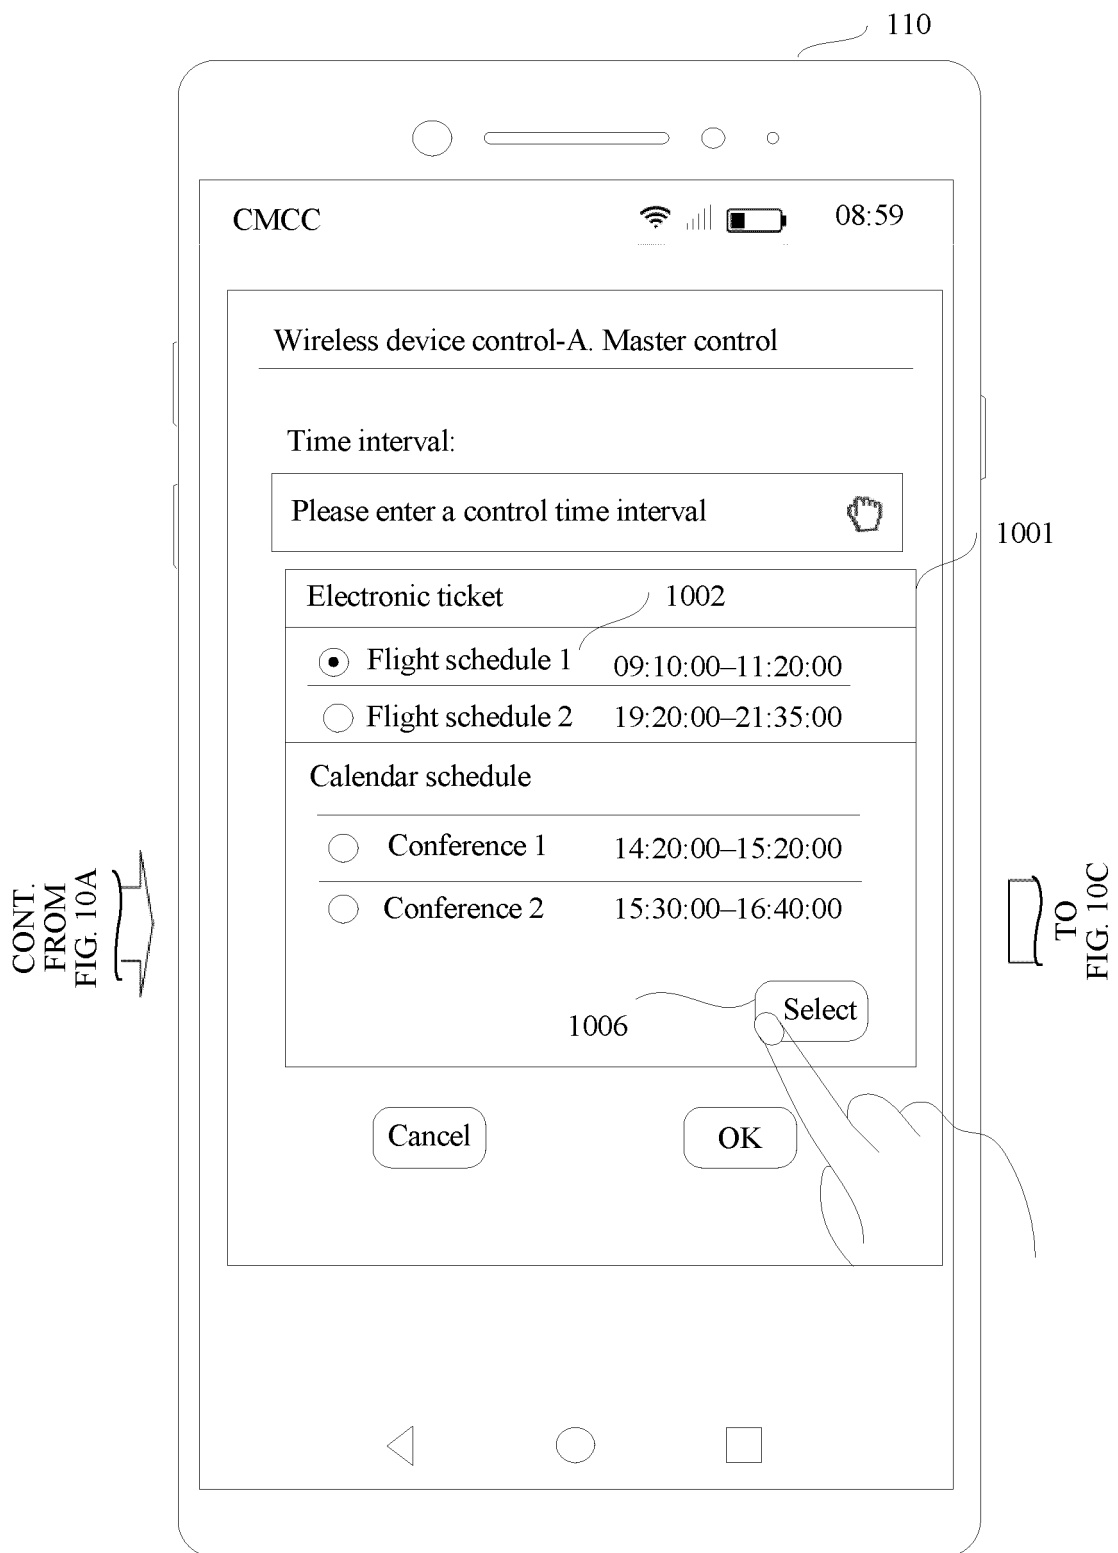 110
CMCC 08:59
Wireless device control-A. Master control
Time interval:
Please enter a control time interval
1001
Electronic ticket
1002
Flight schedule 1 09:10:00–11:20:00
Flight schedule 2 19:20:00–21:35:00
Calendar schedule
Conference 1 14:20:00–15:20:00
Conference 2 15:30:00–16:40:00
CONT.
FROM
FIG. 10A
TO
FIG. 10C
Select
1006
Cancel OK